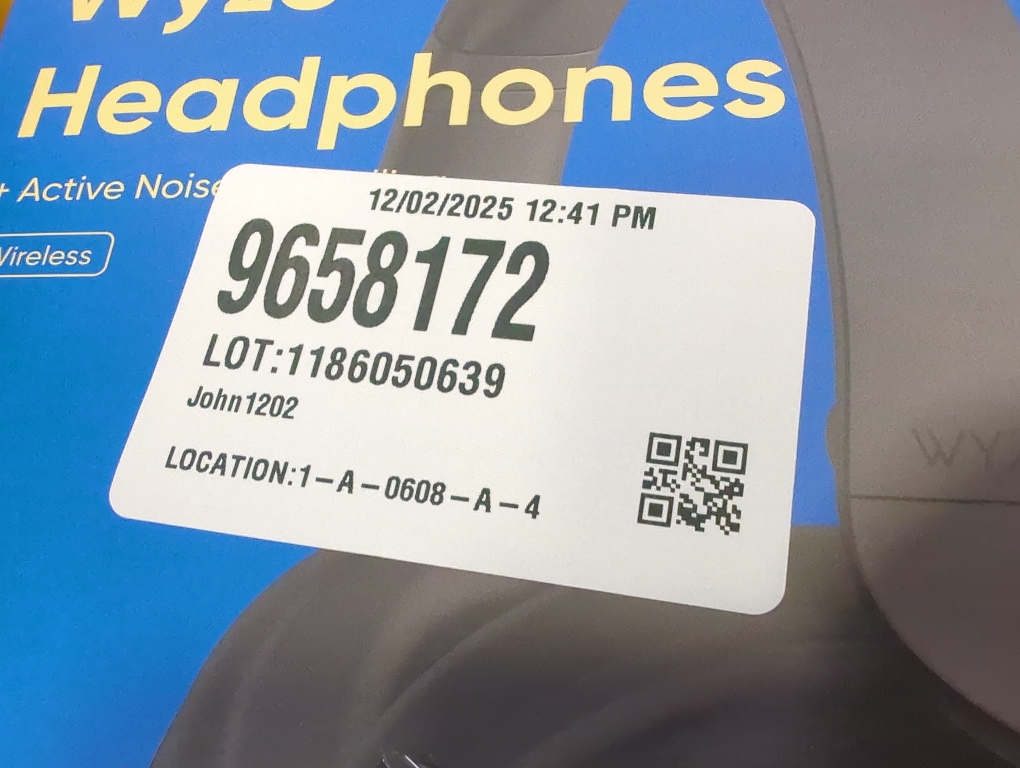 Wyze
Headphones
+ Active Noise
Wireless
12/02/2025 12:41 PM
9658172
LOT:1186050639
John1202
LOCATION:1-A-0608-A-4
WY